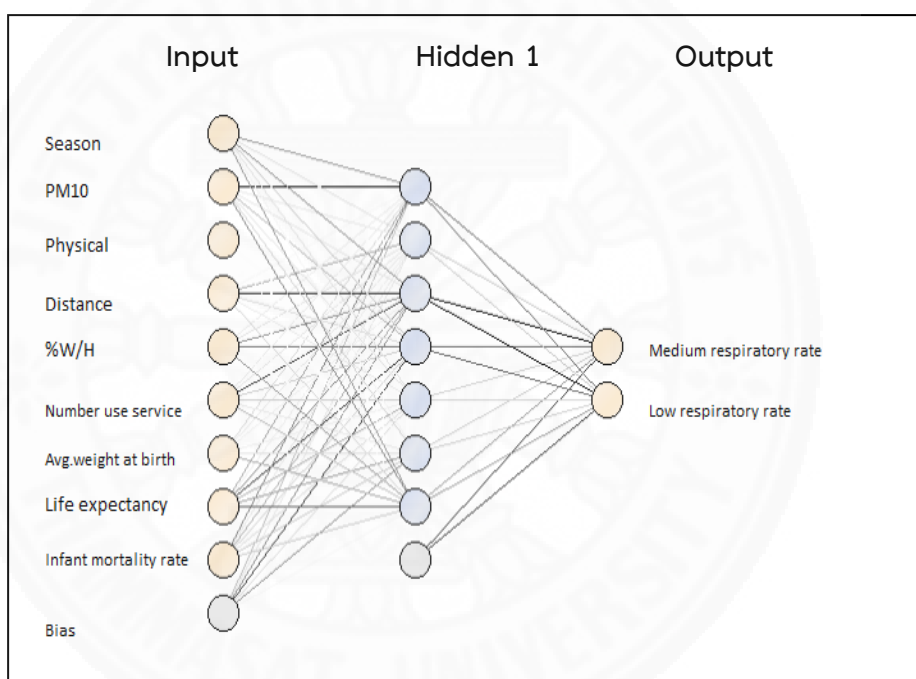 Input Hidden 1 Output
Season
PM10
Physical
Distance
%W/H
Medium respiratory rate
Number use service
Low respiratory rate
Avg.weight at birth
Life expectancy
Infant mortality rate
Bias